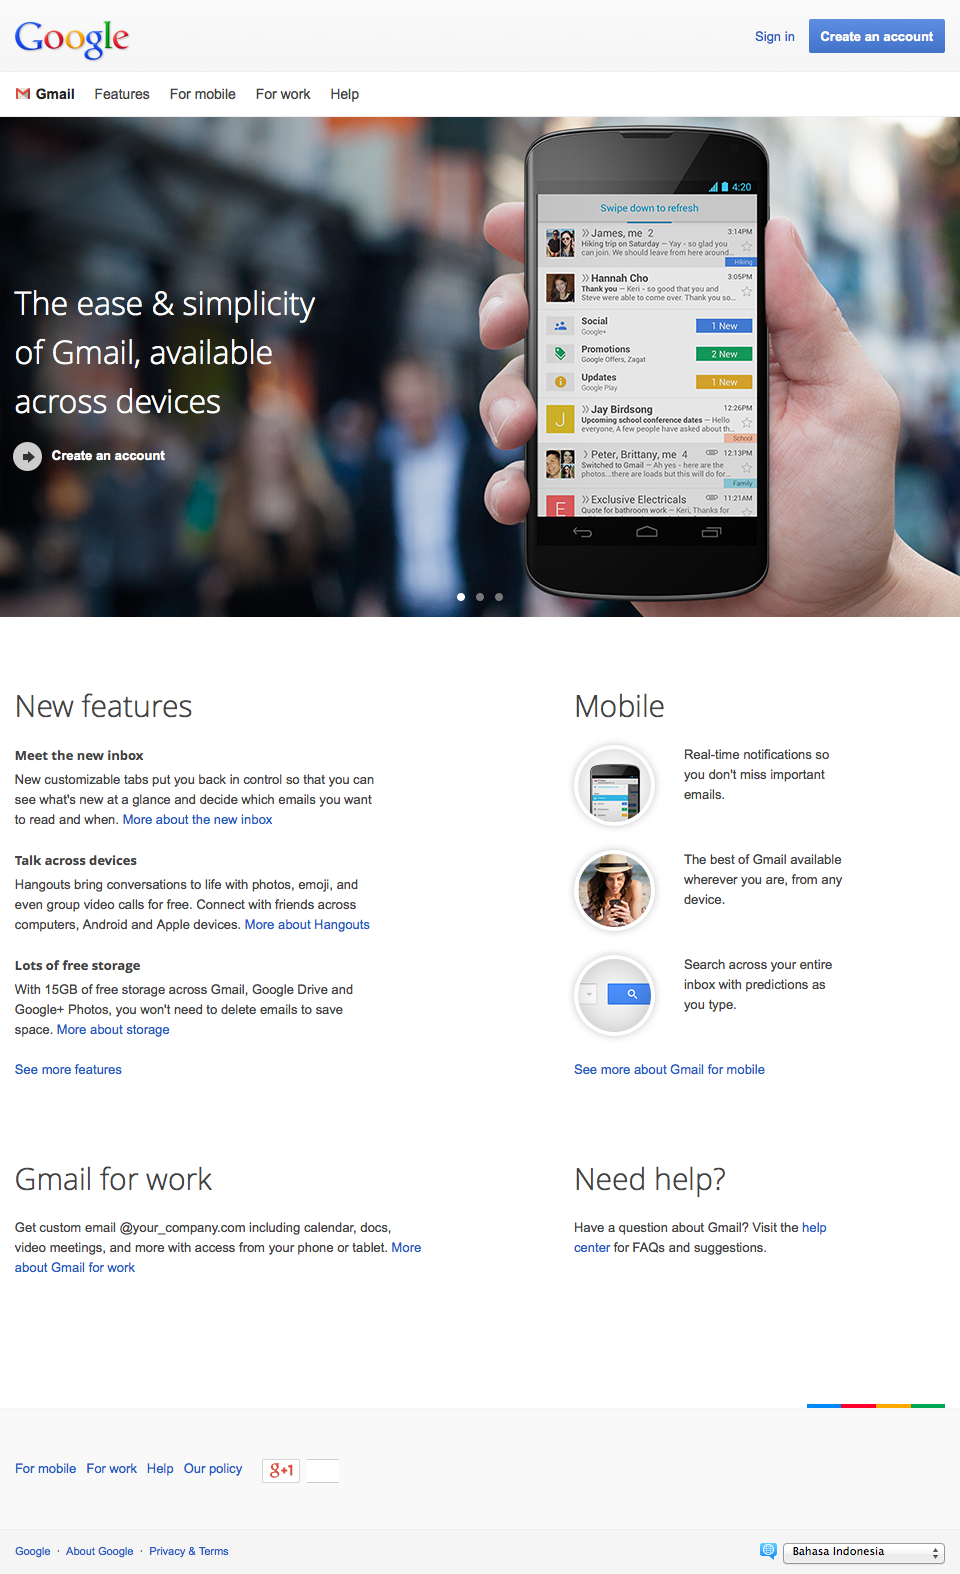 Google
Sign in
Create an account
Gmail
Features
For mobile
For work
Help
4:20
Swipe down to refresh
James, me 2
3:14PM
Hiking trip on Saturday — Yay - so glad you
can join. We should leave from here around...
Hiking
Hannah Cho
3:05PM
Thank you — Keri - so good that you and
Steve were able to come over. Thank you so...
Social
Google+
1 New
Promotions
Google Offers, Zagat
2 New
Updates
Google Play
1 New
J
Jay Birdsong
12:26PM
Upcoming school conference dates — Hello
everyone, A few people have asked about th...
School
Peter, Brittany, me 4
12:13PM
Switched to Gmail — Ah yes - here are the
photos...there are loads but this will do for...
Family
E
Exclusive Electricals
11:21AM
Quote for bathroom work — Keri, Thanks for
The ease & simplicity
of Gmail, available
across devices
Create an account
New features
Meet the new inbox
New customizable tabs put you back in control so that you can
see what's new at a glance and decide which emails you want
to read and when. More about the new inbox
Talk across devices
Hangouts bring conversations to life with photos, emoji, and
even group video calls for free. Connect with friends across
computers, Android and Apple devices. More about Hangouts
Lots of free storage
With 15GB of free storage across Gmail, Google Drive and
Google+ Photos, you won't need to delete emails to save
space. More about storage
See more features
Mobile
Real-time notifications so
you don't miss important
emails.
The best of Gmail available
wherever you are, from any
device.
Search across your entire
inbox with predictions as
you type.
See more about Gmail for mobile
Gmail for work
Get custom email @your_company.com including calendar, docs,
video meetings, and more with access from your phone or tablet. More
about Gmail for work
Need help?
Have a question about Gmail? Visit the help
center for FAQs and suggestions.
For mobile
For work
Help
Our policy
g+1
Google · About Google · Privacy & Terms
Bahasa Indonesia